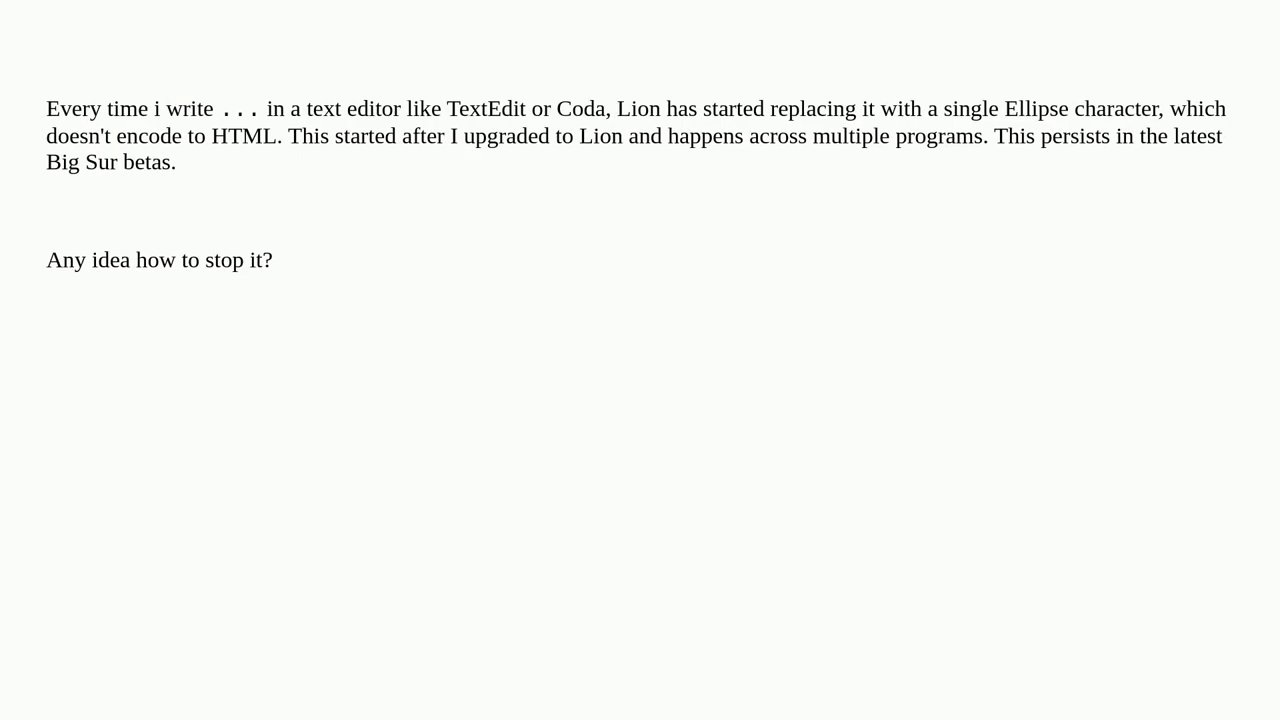 Every time i write ... in a text editor like TextEdit or Coda, Lion has started replacing it with a single Ellipse character, which
doesn't encode to HTML. This started after I upgraded to Lion and happens across multiple programs. This persists in the latest
Big Sur betas.
Any idea how to stop it?